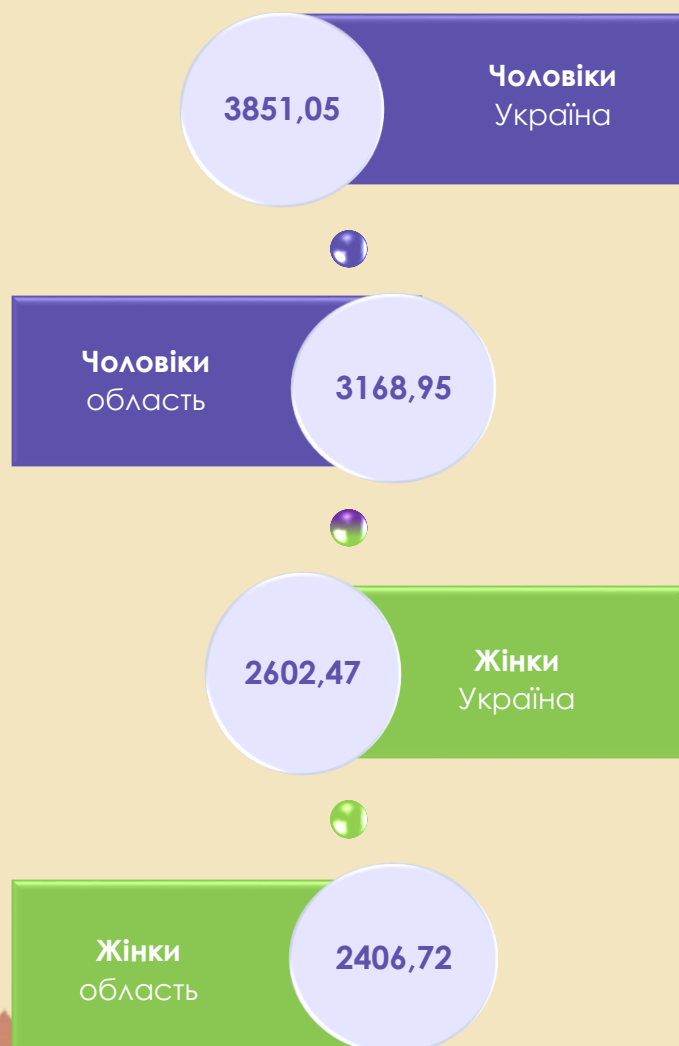 3851,05
Чоловіки
Україна
Чоловіки
область
3168,95
2602,47
Жінки
Україна
Жінки
область
2406,72